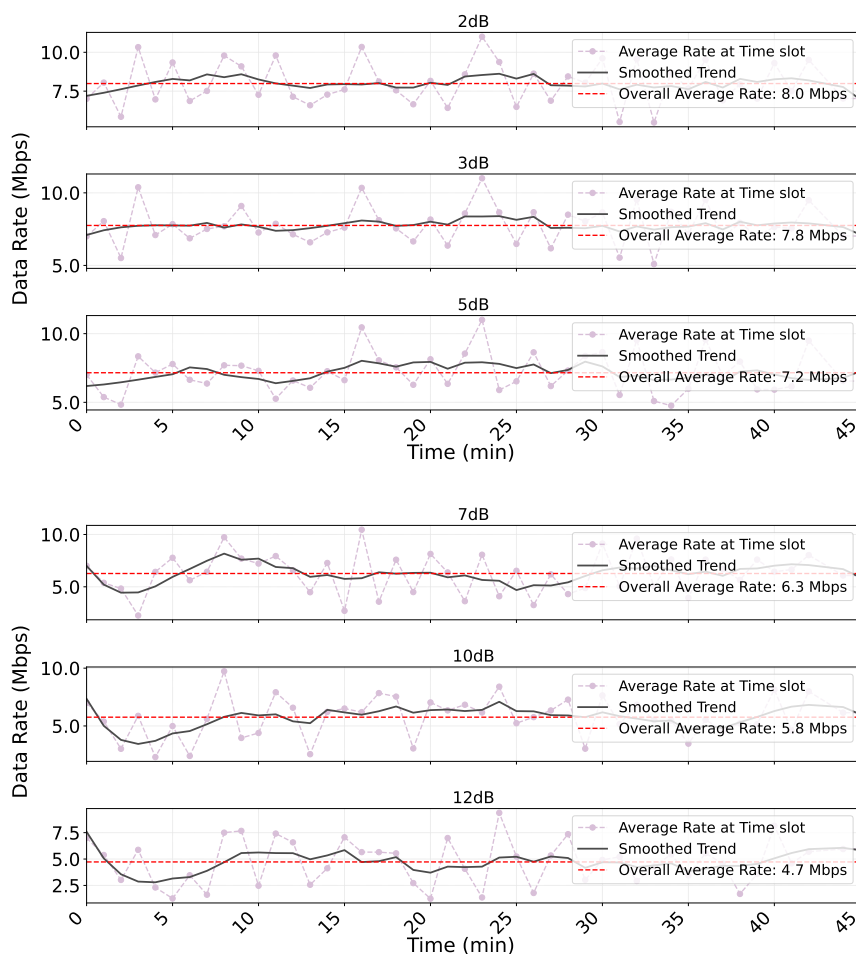 2dB
10.0
7.5
Average Rate at Time slot
Smoothed Trend
Overall Average Rate: 8.0 Mbps
3dB
10.0
5.0
Average Rate at Time slot
Smoothed Trend
Overall Average Rate: 7.8 Mbps
Data Rate (Mbps)
5dB
10.0
5.0
Average Rate at Time slot
Smoothed Trend
Overall Average Rate: 7.2 Mbps
0 5 10 15 20 25 30 35 40 45
Time (min)
7dB
10.0
5.0
Average Rate at Time slot
Smoothed Trend
Overall Average Rate: 6.3 Mbps
10dB
10.0
5.0
Average Rate at Time slot
Smoothed Trend
Overall Average Rate: 5.8 Mbps
Data Rate (Mbps)
12dB
7.5
5.0
2.5
Average Rate at Time slot
Smoothed Trend
Overall Average Rate: 4.7 Mbps
0 5 10 15 20 25 30 35 40 45
Time (min)